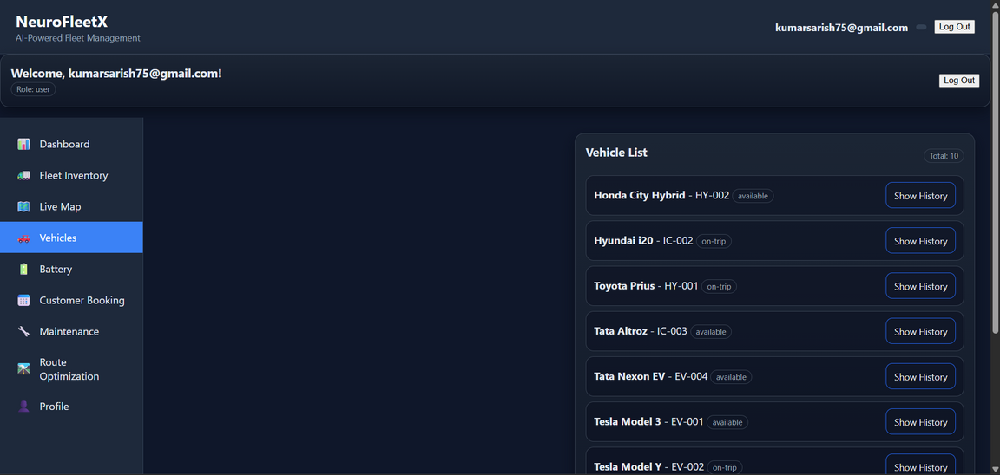 NeuroFleetX
AI-Powered Fleet Management
kumarsarish75@gmail.com
Log Out
Welcome, kumarsarish75@gmail.com!
Role: user
Log Out
Dashboard
Fleet Inventory
Live Map
Vehicles
Battery
Customer Booking
Maintenance
Route
Optimization
Profile
Vehicle List
Total: 10
Honda City Hybrid - HY-002 available Show History
Hyundai i20 - IC-002 on-trip Show History
Toyota Prius - HY-001 on-trip Show History
Tata Altroz - IC-003 available Show History
Tata Nexon EV - EV-004 available Show History
Tesla Model 3 - EV-001 available Show History
Tesla Model Y - EV-002 on-trip Show History